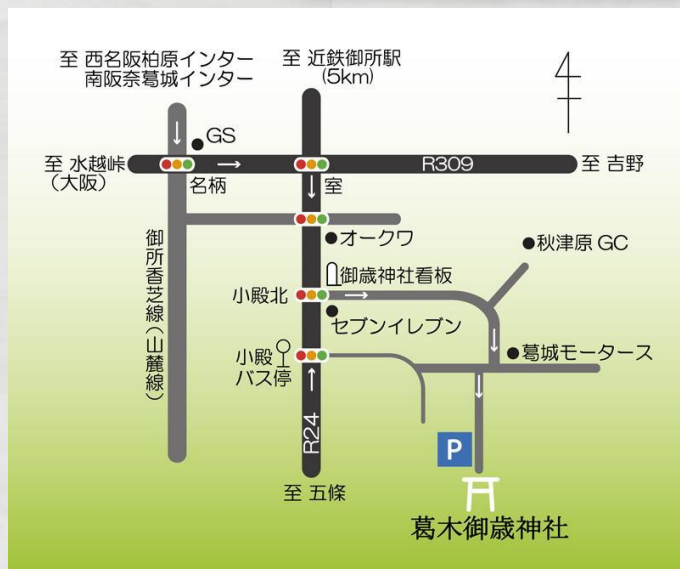 至 西名阪柏原インター
南阪奈葛城インター
至 近鉄御所駅
(5km)
GS
至 水越峠
(大阪)
名柄
室
R309
至 吉野
オークワ
秋津原 GC
御所香芝線(山麓線)
御歳神社看板
小殿北
セブンイレブン
小殿
バス停
葛城モータース
R24
P
至 五條
葛木御歳神社